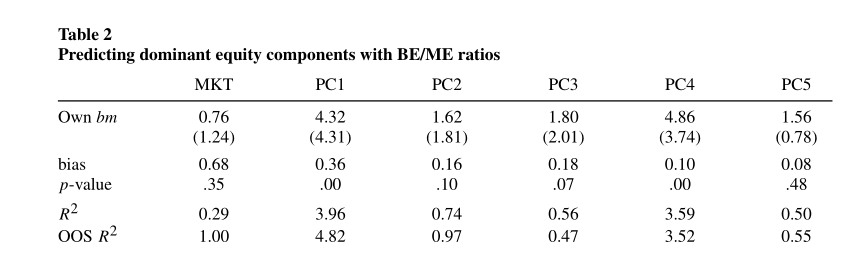 Table 2
Predicting dominant equity components with BE/ME ratios
MKT PC1 PC2 PC3 PC4 PC5
Own bm 0.76 4.32 1.62 1.80 4.86 1.56
(1.24) (4.31) (1.81) (2.01) (3.74) (0.78)
bias 0.68 0.36 0.16 0.18 0.10 0.08
p-value .35 .00 .10 .07 .00 .48
R² 0.29 3.96 0.74 0.56 3.59 0.50
OOS R² 1.00 4.82 0.97 0.47 3.52 0.55